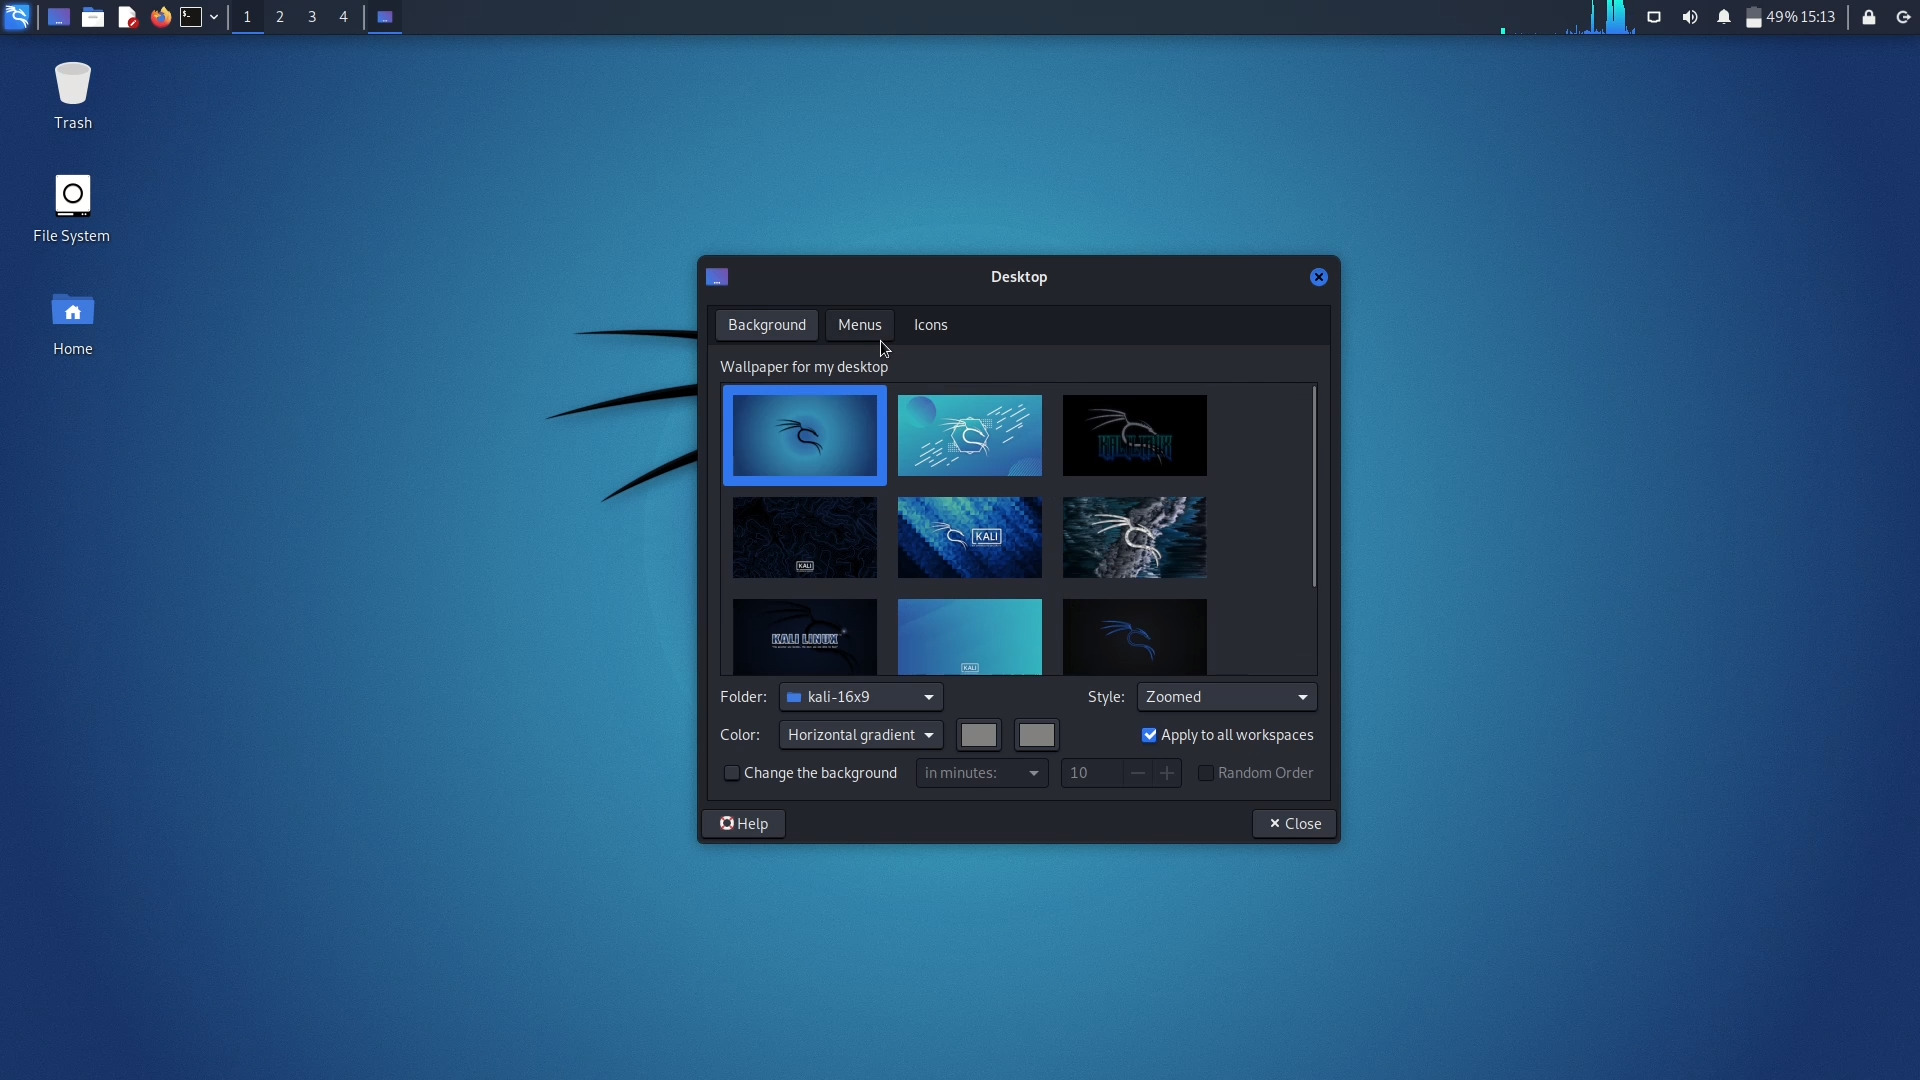 1 2 3 4
49% 15:13
Trash
File System
Home
Desktop
Background Menus Icons
Wallpaper for my desktop
KALI LINUX
KALI
KALI
KALI LINUX
KALI
Folder: kali-16x9 Style: Zoomed
Color: Horizontal gradient Apply to all workspaces
Change the background in minutes: 10 Random Order
Help Close